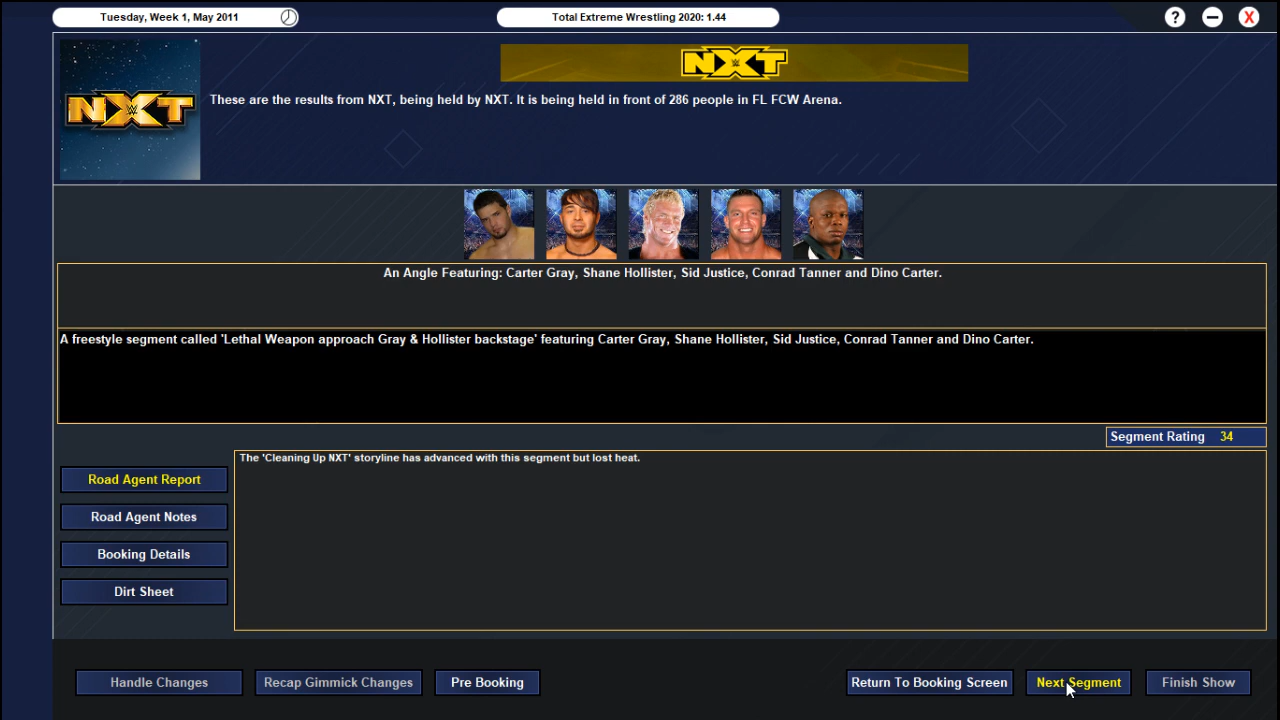 Tuesday, Week 1, May 2011
Total Extreme Wrestling 2020: 1.44
?
X
NXT
NXT
These are the results from NXT, being held by NXT. It is being held in front of 286 people in FL FCW Arena.
An Angle Featuring: Carter Gray, Shane Hollister, Sid Justice, Conrad Tanner and Dino Carter.
A freestyle segment called 'Lethal Weapon approach Gray & Hollister backstage' featuring Carter Gray, Shane Hollister, Sid Justice, Conrad Tanner and Dino Carter.
Segment Rating 34
The 'Cleaning Up NXT' storyline has advanced with this segment but lost heat.
Road Agent Report
Road Agent Notes
Booking Details
Dirt Sheet
Handle Changes
Recap Gimmick Changes
Pre Booking
Return To Booking Screen
Next Segment
Finish Show